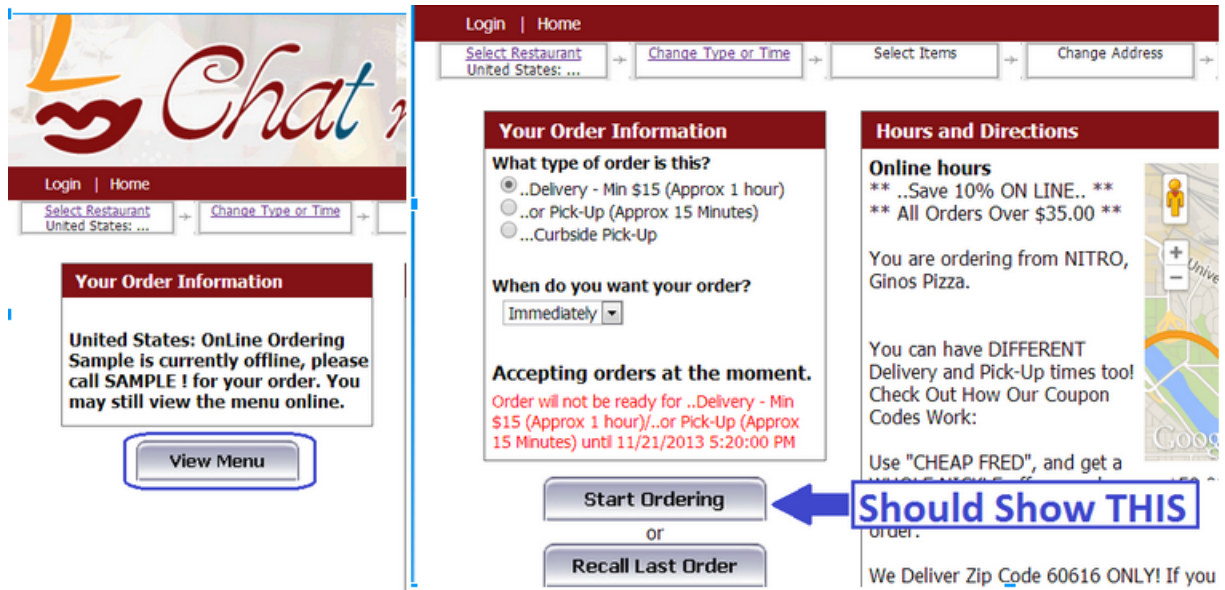 Chat
Login | Home
Select Restaurant
United States: ...
Change Type or Time
Your Order Information
United States: OnLine Ordering
Sample is currently offline, please
call SAMPLE ! for your order. You
may still view the menu online.
View Menu
Login | Home
Select Restaurant
United States: ...
Change Type or Time
Select Items
Change Address
Your Order Information
What type of order is this?
..Delivery - Min $15 (Approx 1 hour)
..or Pick-Up (Approx 15 Minutes)
...Curbside Pick-Up
When do you want your order?
Immediately
Accepting orders at the moment.
Order will not be ready for ..Delivery - Min
$15 (Approx 1 hour)/..or Pick-Up (Approx
15 Minutes) until 11/21/2013 5:20:00 PM
Start Ordering
or
Recall Last Order
Hours and Directions
Online hours
** ..Save 10% ON LINE.. **
** All Orders Over $35.00 **
You are ordering from NITRO,
Ginos Pizza.
You can have DIFFERENT
Delivery and Pick-Up times too!
Check Out How Our Coupon
Codes Work:
Use "CHEAP FRED", and get a
Should Show THIS
order.
We Deliver Zip Code 60616 ONLY! If you